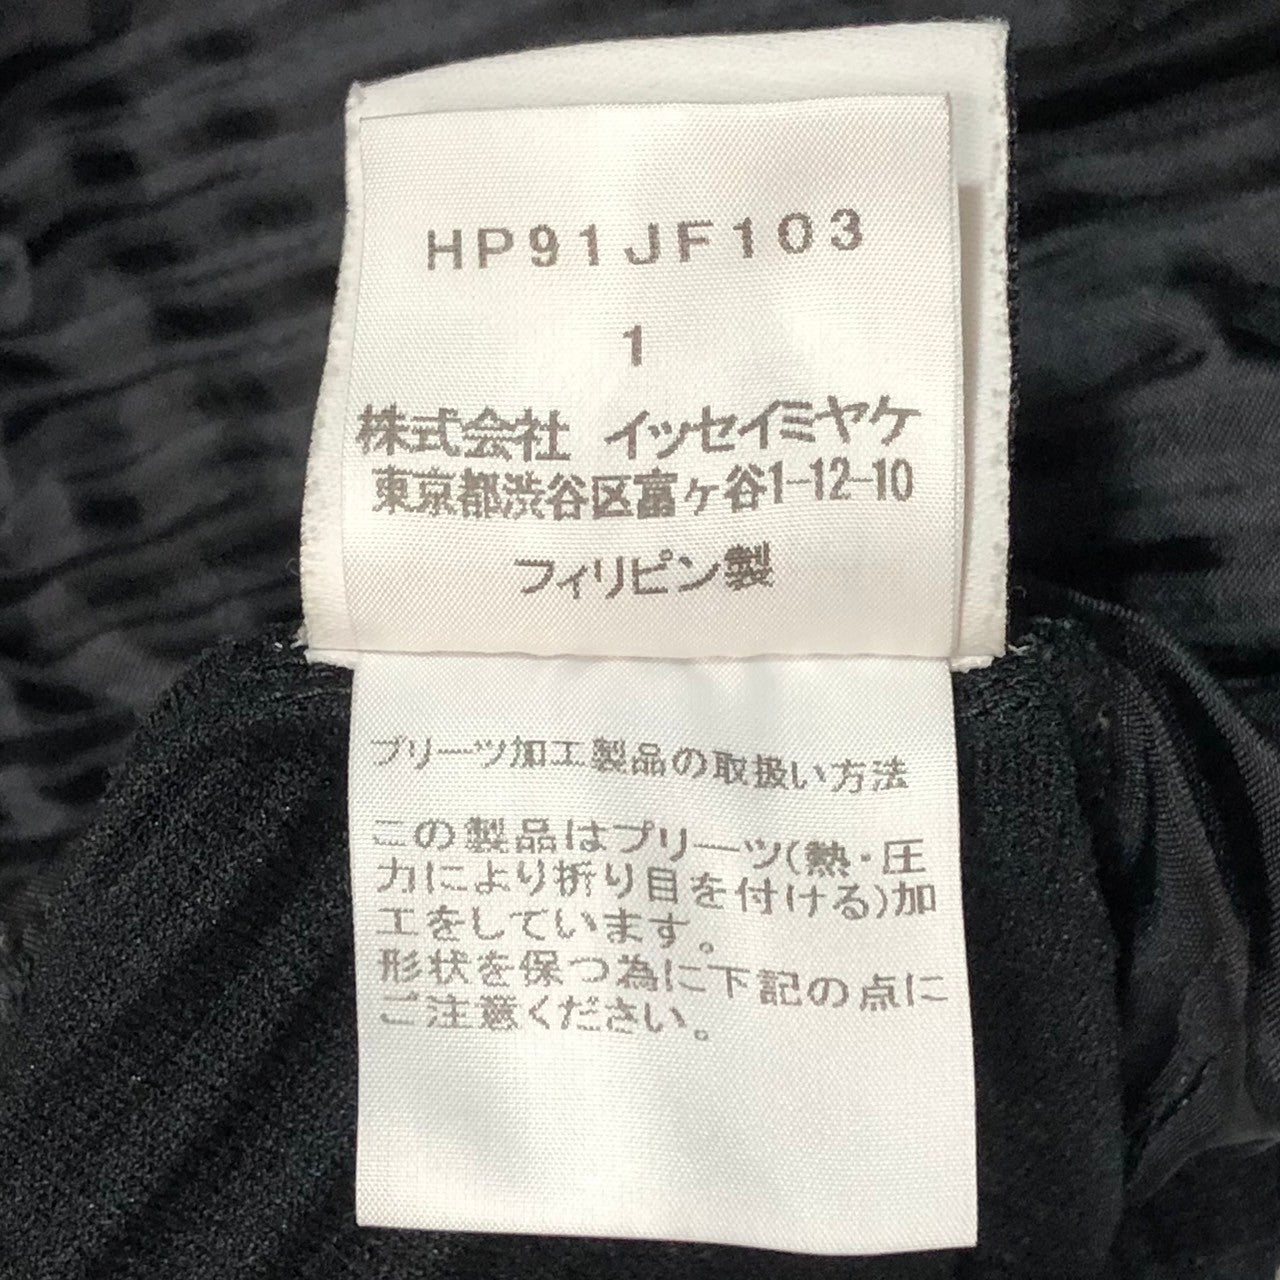 HP91JF103
1
株式会社 イッセイミヤケ
東京都渋谷区富ヶ谷1-12-10
フィリピン製
プリーツ加工製品の取扱い方法
この製品はプリーツ(熱・圧
力により折り目を付ける)加
工をしています。
形状を保つ為に下記の点に
ご注意ください。